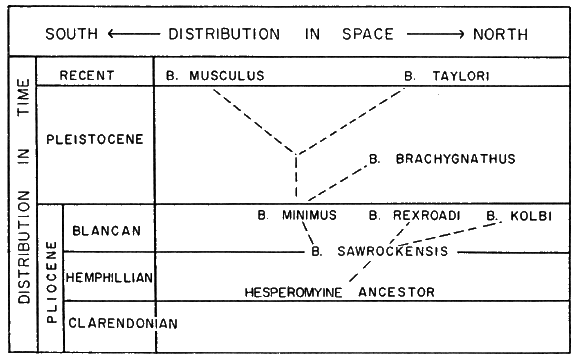 SOUTH ← DISTRIBUTION IN SPACE → NORTH
DISTRIBUTION IN TIME
RECENT
B. MUSCULUS
B. TAYLORI
PLEISTOCENE
B. BRACHYGNATHUS
PLIOCENE
BLANCAN
B. MINIMUS
B. REXROADI
B. KOLBI
B. SAWROCKENSIS
HEMPHILLIAN
HESPEROMYINE ANCESTOR
CLARENDONIAN